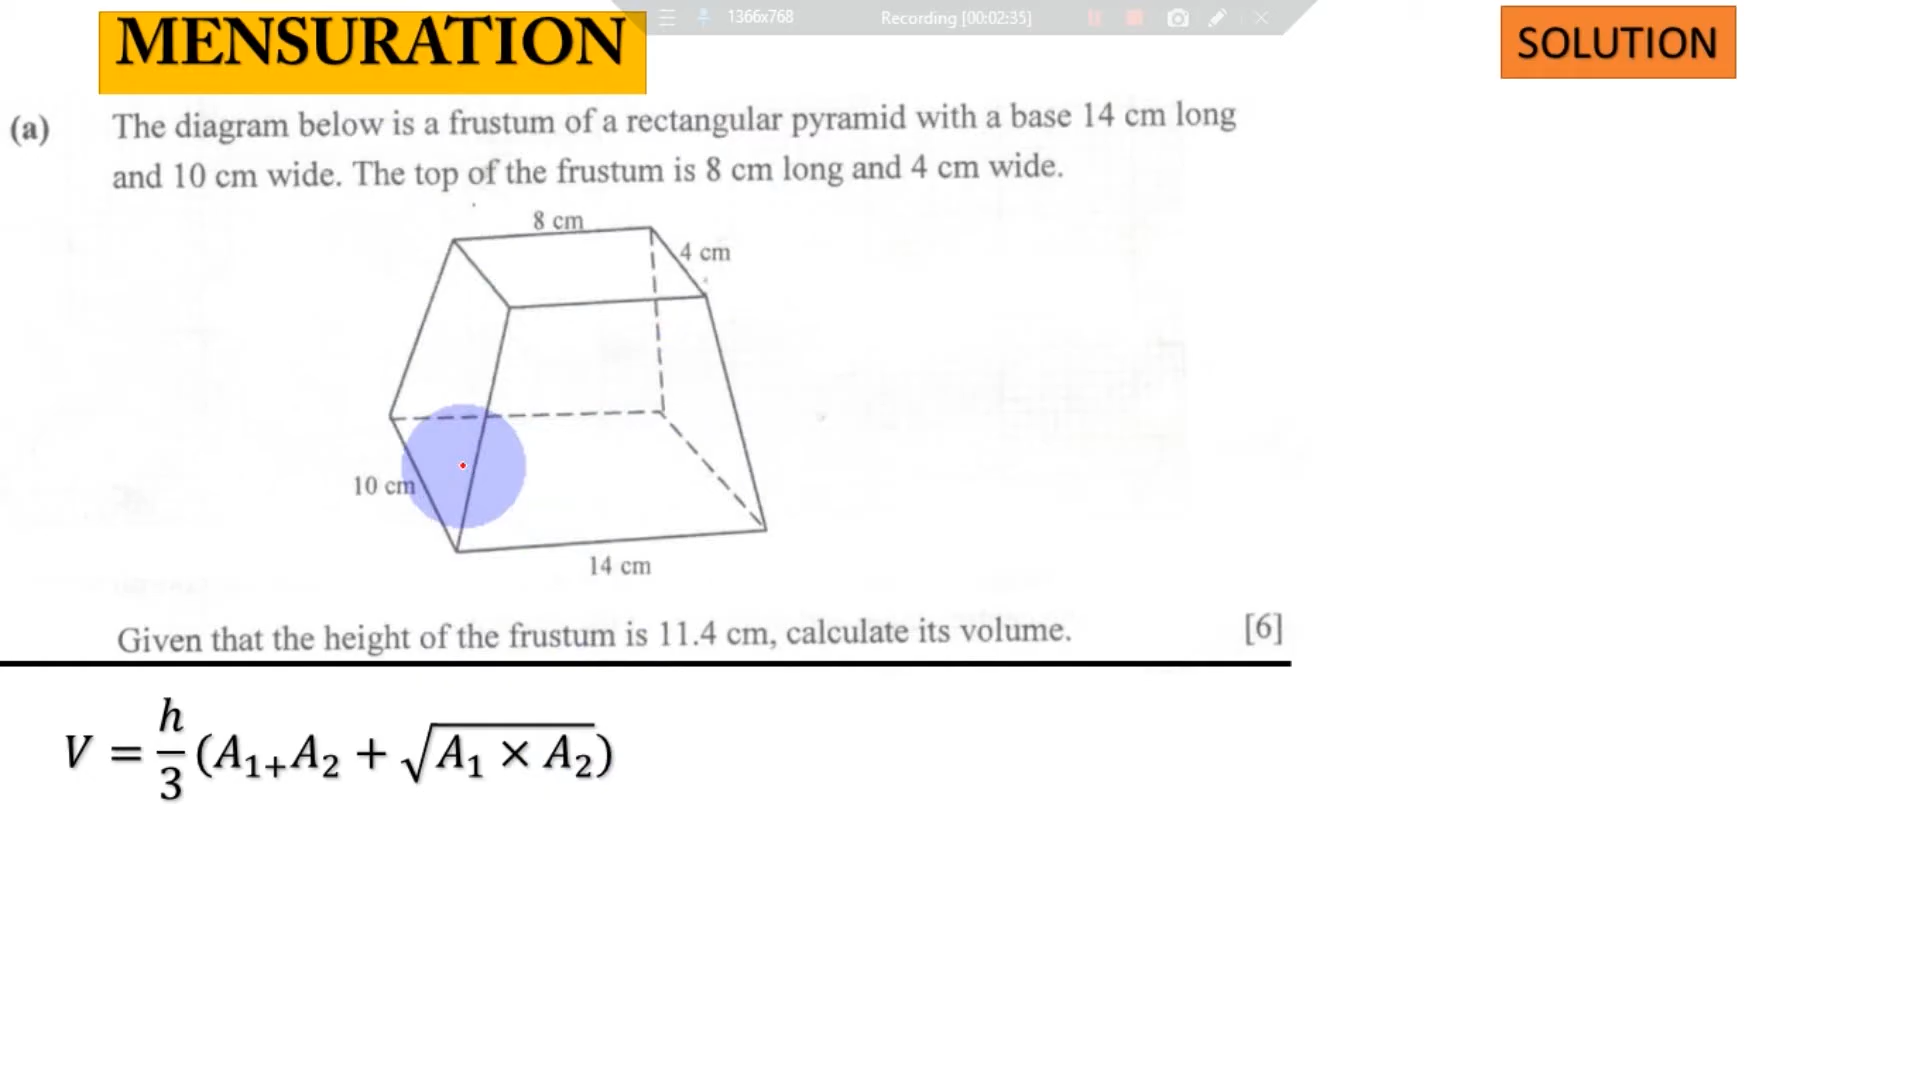 MENSURATION
1366x768
Recording [00:02:35]
SOLUTION
(a) The diagram below is a frustum of a rectangular pyramid with a base 14 cm long
and 10 cm wide. The top of the frustum is 8 cm long and 4 cm wide.
8 cm
4 cm
10 cm
14 cm
Given that the height of the frustum is 11.4 cm, calculate its volume. [6]
V = h/3 (A₁₊A₂ + √(A₁ × A₂))